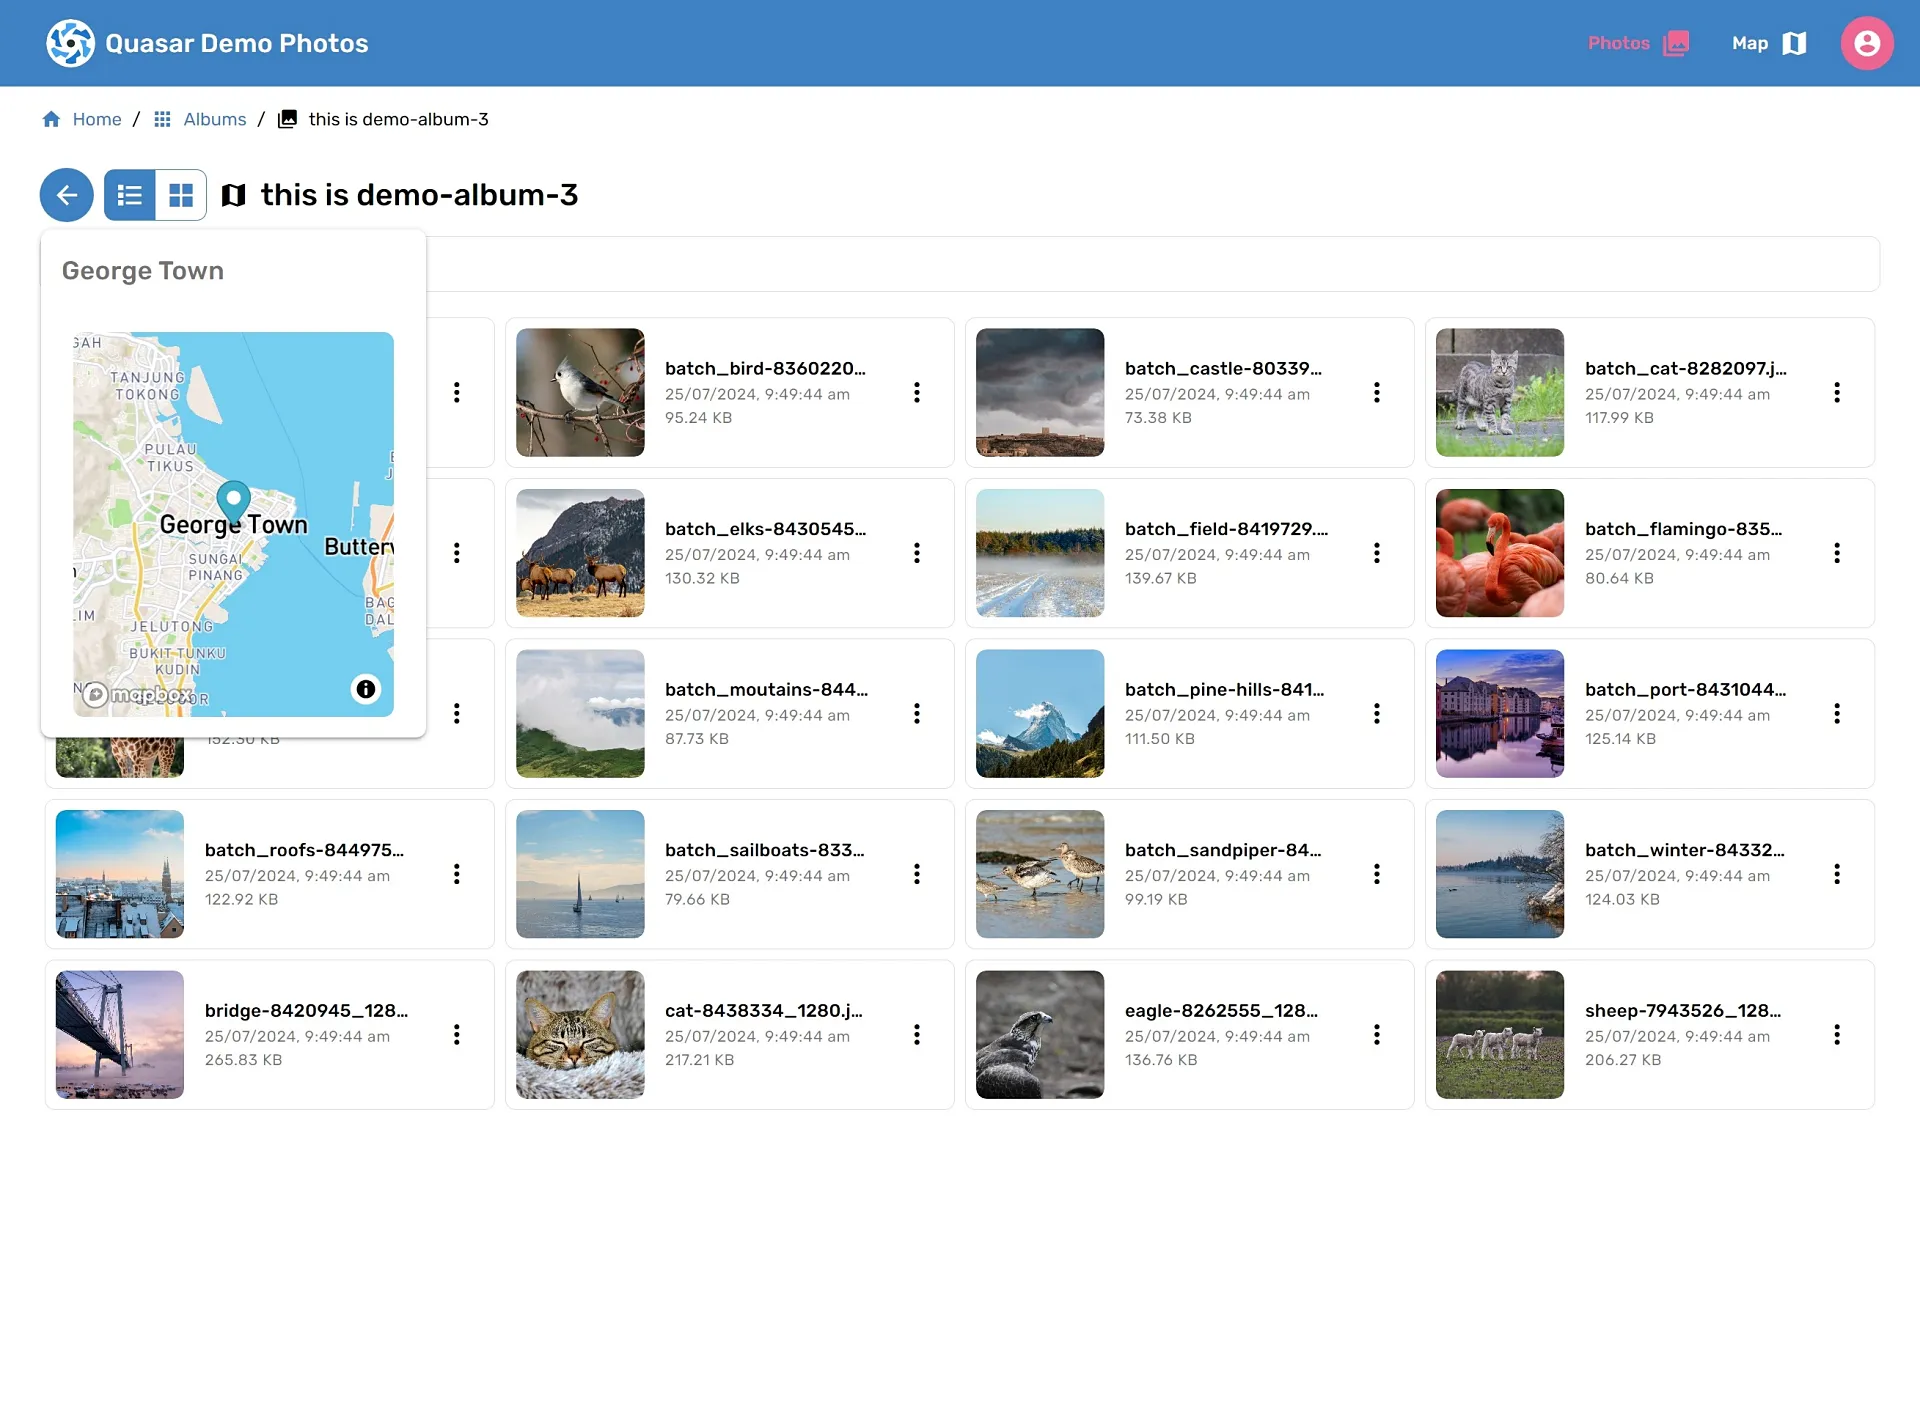 Quasar Demo Photos
Photos
Map
Home / Albums / this is demo-album-3
this is demo-album-3
George Town
TANJUNG
TOKONG
PULAU
TIKUS
George Town
SUNGAI
PINANG
JELUTONG
BUKIT TUNKU
KUDIN
mapbox
batch_bird-8360220...
25/07/2024, 9:49:44 am
95.24 KB
batch_castle-80339...
25/07/2024, 9:49:44 am
73.38 KB
batch_cat-8282097.j...
25/07/2024, 9:49:44 am
117.99 KB
batch_elks-8430545...
25/07/2024, 9:49:44 am
130.32 KB
batch_field-8419729....
25/07/2024, 9:49:44 am
139.67 KB
batch_flamingo-835...
25/07/2024, 9:49:44 am
80.64 KB
152.30 KB
batch_moutains-844...
25/07/2024, 9:49:44 am
87.73 KB
batch_pine-hills-841...
25/07/2024, 9:49:44 am
111.50 KB
batch_port-8431044...
25/07/2024, 9:49:44 am
125.14 KB
batch_roofs-844975...
25/07/2024, 9:49:44 am
122.92 KB
batch_sailboats-833...
25/07/2024, 9:49:44 am
79.66 KB
batch_sandpiper-84...
25/07/2024, 9:49:44 am
99.19 KB
batch_winter-84332...
25/07/2024, 9:49:44 am
124.03 KB
bridge-8420945_128...
25/07/2024, 9:49:44 am
265.83 KB
cat-8438334_1280.j...
25/07/2024, 9:49:44 am
217.21 KB
eagle-8262555_128...
25/07/2024, 9:49:44 am
136.76 KB
sheep-7943526_128...
25/07/2024, 9:49:44 am
206.27 KB